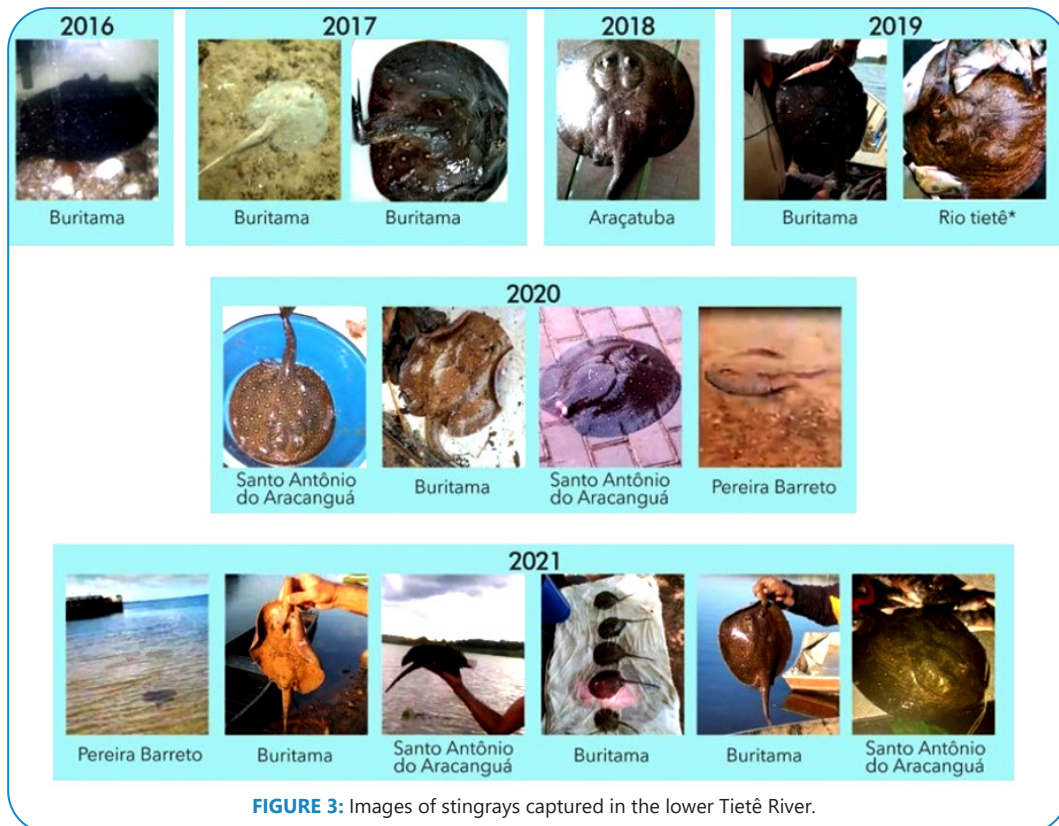 2016
2017
2018
2019
Buritama
Buritama
Buritama
Araçatuba
Buritama
Rio tietê*
2020
Santo Antônio
do Aracanguá
Buritama
Santo Antônio
do Aracanguá
Pereira Barreto
2021
Pereira Barreto
Buritama
Santo Antônio
do Aracanguá
Buritama
Buritama
Santo Antônio
do Aracanguá
FIGURE 3: Images of stingrays captured in the lower Tietê River.